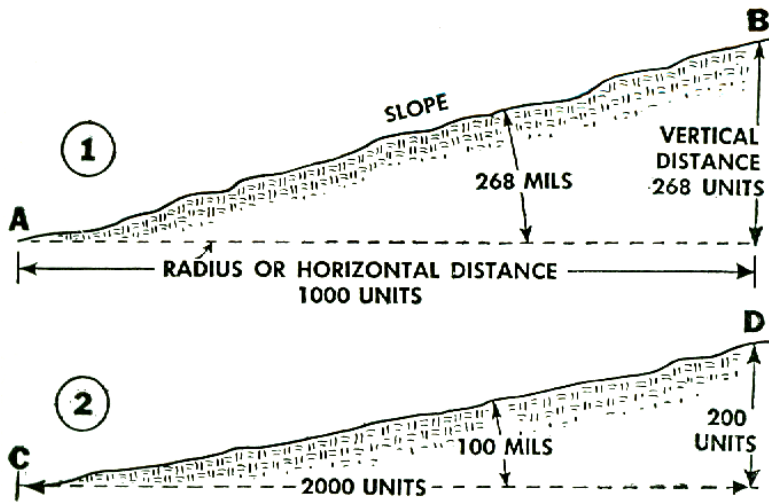 B
SLOPE
1
VERTICAL
DISTANCE
268 UNITS
268 MILS
A
RADIUS OR HORIZONTAL DISTANCE
1000 UNITS
D
2
200
UNITS
100 MILS
C
2000 UNITS